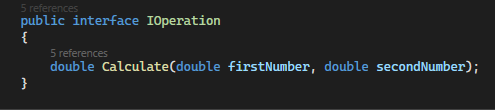 5 references
public interface IOperation
{
5 references
double Calculate(double firstNumber, double secondNumber);
}